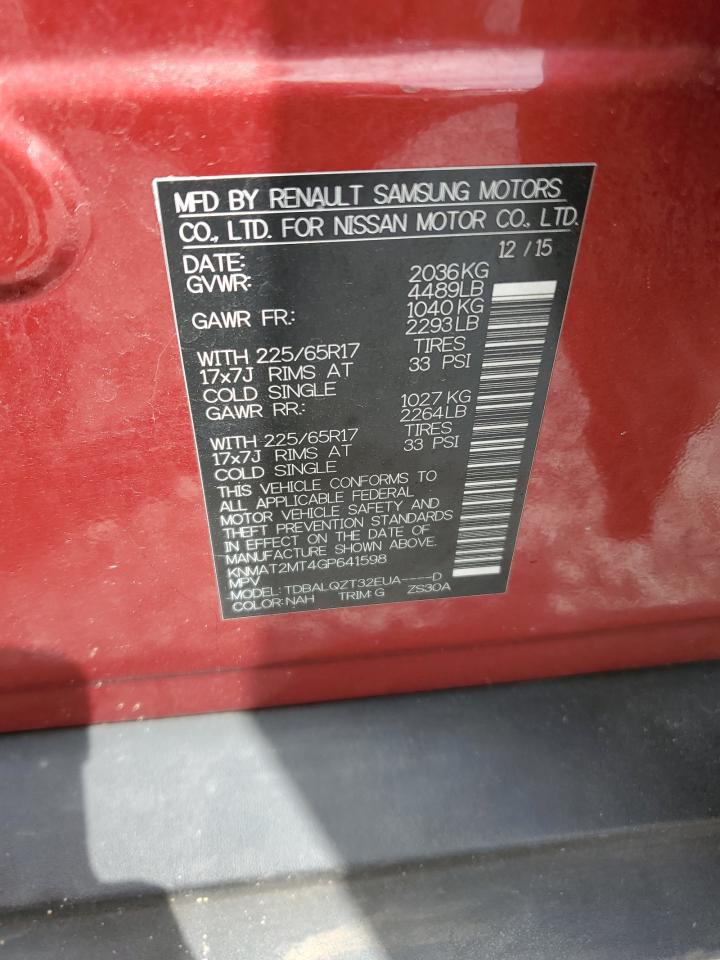 MFD BY RENAULT SAMSUNG MOTORS
CO., LTD. FOR NISSAN MOTOR CO., LTD.
DATE: 12 / 15
GVWR: 2036KG
4489LB
GAWR FR.: 1040KG
2293LB
WITH 225/65R17 TIRES
17x7J RIMS AT 33 PSI
COLD SINGLE
GAWR RR.: 1027 KG
2264LB
WITH 225/65R17 TIRES
17x7J RIMS AT 33 PSI
COLD SINGLE
THIS VEHICLE CONFORMS TO
ALL APPLICABLE FEDERAL
MOTOR VEHICLE SAFETY AND
THEFT PREVENTION STANDARDS
IN EFFECT ON THE DATE OF
MANUFACTURE SHOWN ABOVE.
KNMAT2MT4GP641598
MPV
MODEL: TDBALQZT32EUA----D
COLOR: NAH TRIM: G ZS30A